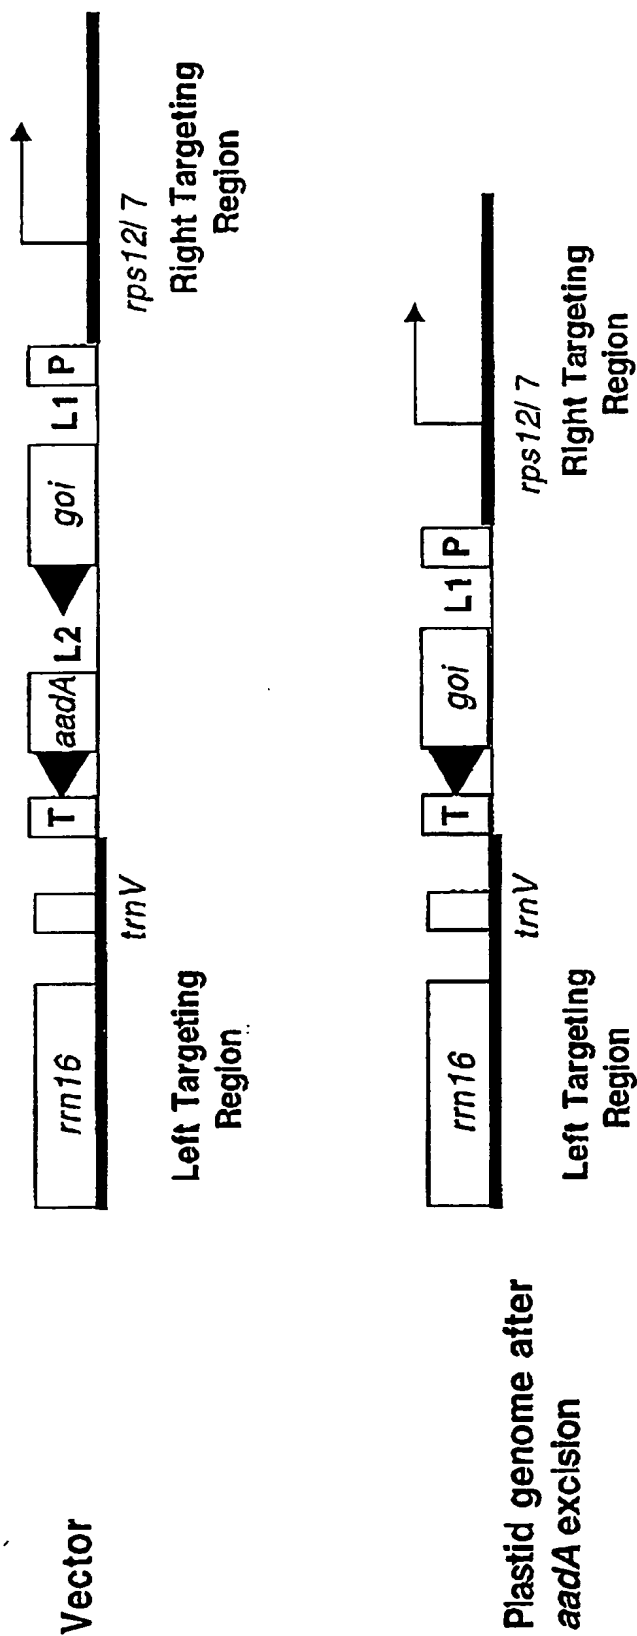 Vector
rrn16
trnV
T
aadA
L2
goi
L1
P
rps12/7
Left Targeting
Region
Right Targeting
Region
Plastid genome after
aadA excision
rrn16
trnV
T
goi
L1
P
rps12/7
Left Targeting
Region
Right Targeting
Region